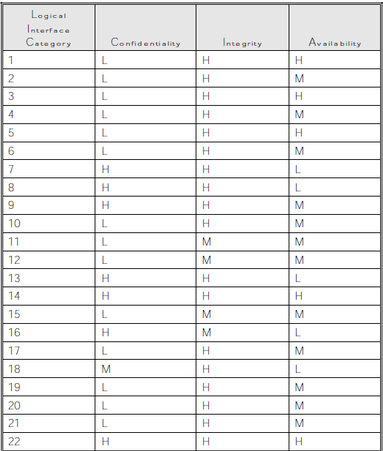 Logical
Interface
Category Confidentiality Integrity Availability
1 L H H
2 L H M
3 L H H
4 L H M
5 L H H
6 L H M
7 H H L
8 H H L
9 H H M
10 L H M
11 L M M
12 L M M
13 H H L
14 H H H
15 L M M
16 H M L
17 L H M
18 M H L
19 L H M
20 L H M
21 L H M
22 H H H